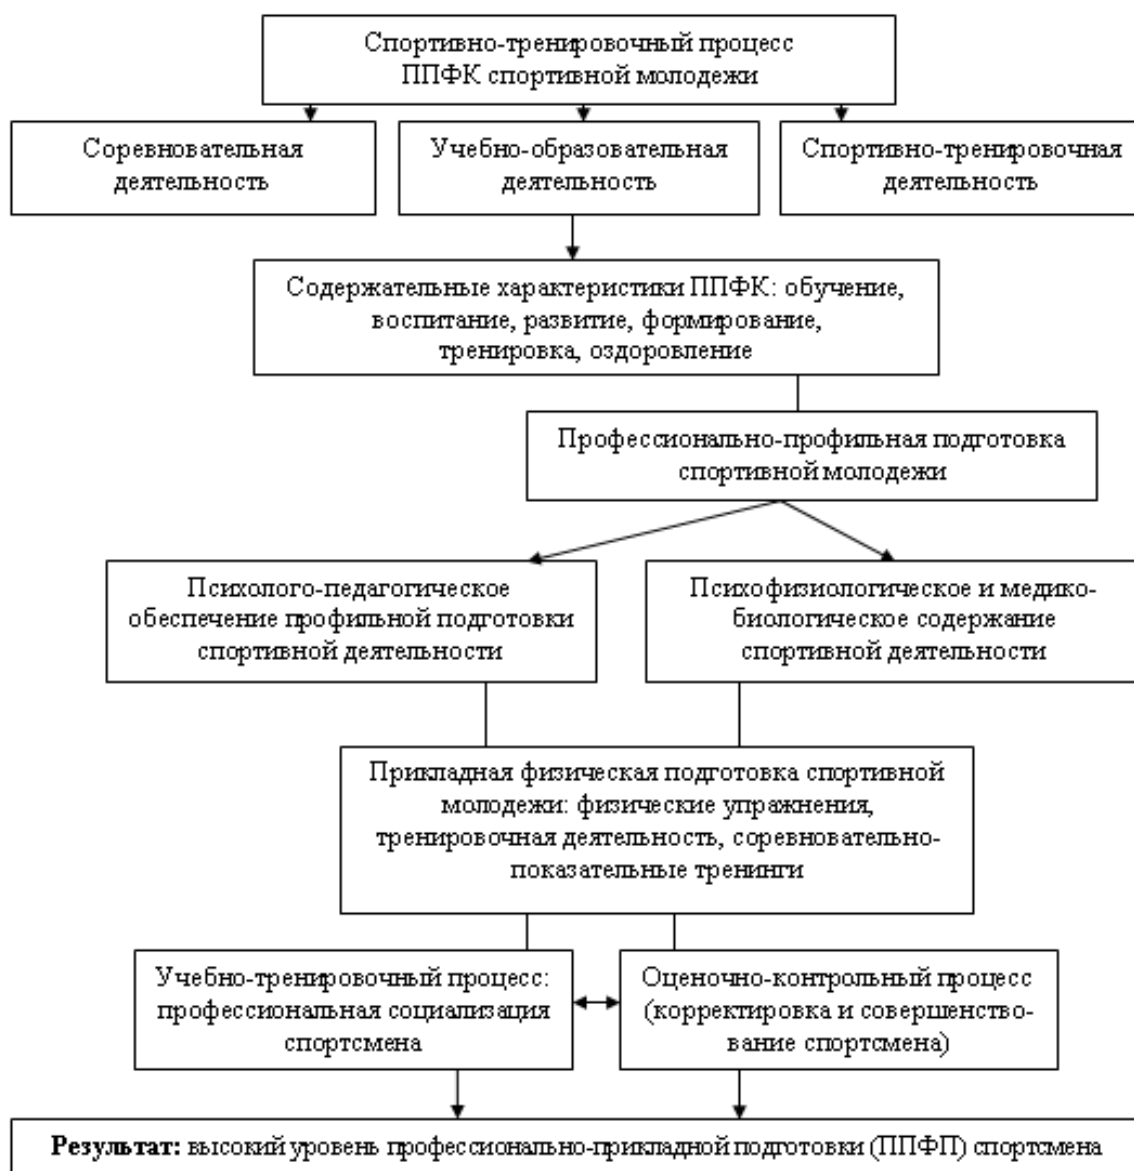 Спортивно-тренировочный процесс
ППФК спортивной молодежи
Соревновательная
деятельность
Учебно-образовательная
деятельность
Спортивно-тренировочная
деятельность
Содержательные характеристики ППФК: обучение,
воспитание, развитие, формирование,
тренировка, оздоровление
Профессионально-профильная подготовка
спортивной молодежи
Психолого-педагогическое
обеспечение профильной подготовки
спортивной деятельности
Психофизиологическое и медико-
биологическое содержание
спортивной деятельности
Прикладная физическая подготовка спортивной
молодежи: физические упражнения,
тренировочная деятельность, соревновательно-
показательные тренинги
Учебно-тренировочный процесс:
профессиональная социализация
спортсмена
Оценочно-контрольный процесс
(корректировка и совершенство-
вание спортсмена)
Результат: высокий уровень профессионально-прикладной подготовки (ППФП) спортсмена